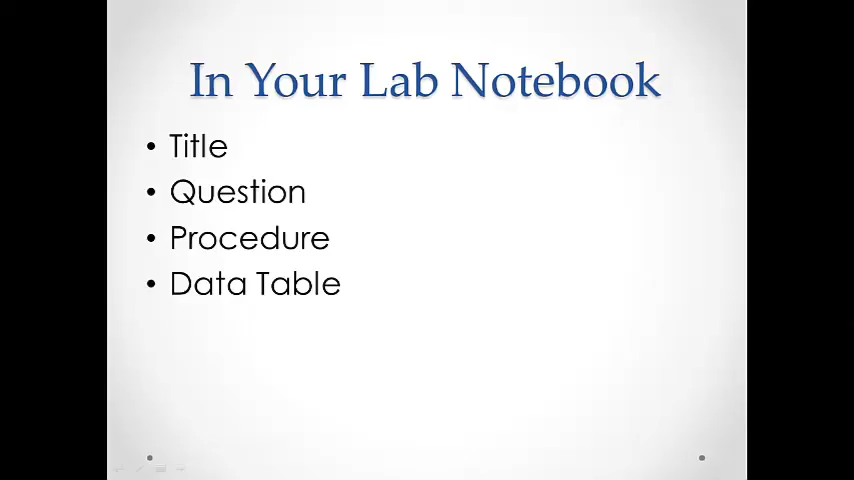 In Your Lab Notebook
• Title
• Question
• Procedure
• Data Table